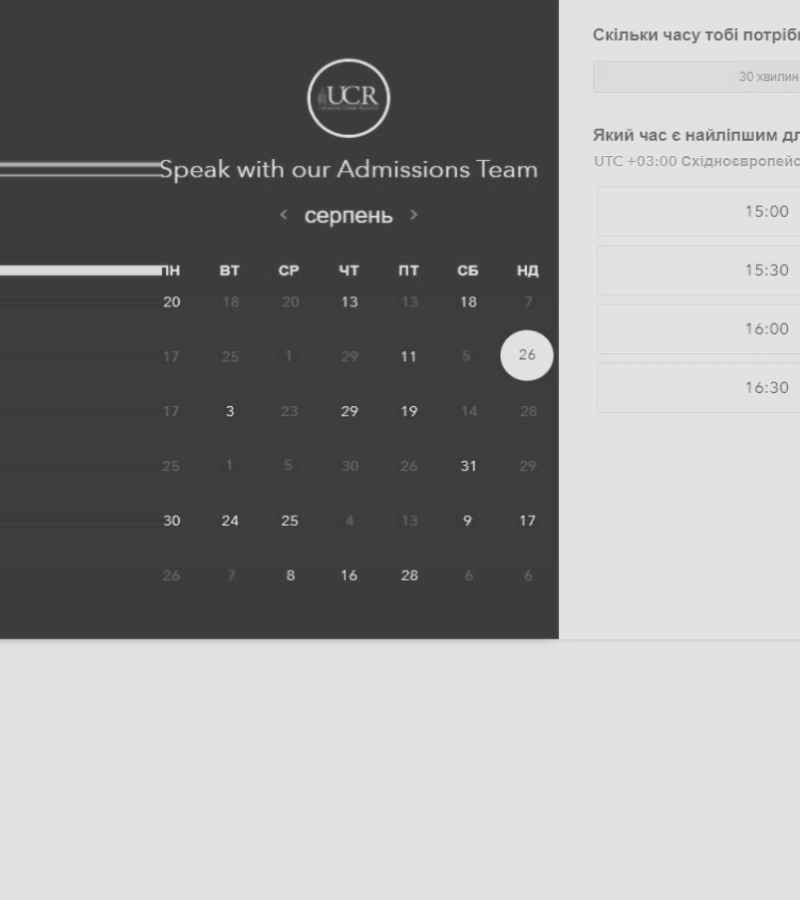 UCR
Speak with our Admissions Team
серпень
ПН ВТ СР ЧТ ПТ СБ НД
20 18 20 13 13 18 7
17 25 1 29 11 5 26
17 3 23 29 19 14 28
25 1 5 30 26 31 29
30 24 25 4 13 9 17
26 7 8 16 28 6 6
Скільки часу тобі потріб
30 хвилин
Який час є найліпшим дл
UTC +03:00 Східноєвропейс
15:00
15:30
16:00
16:30